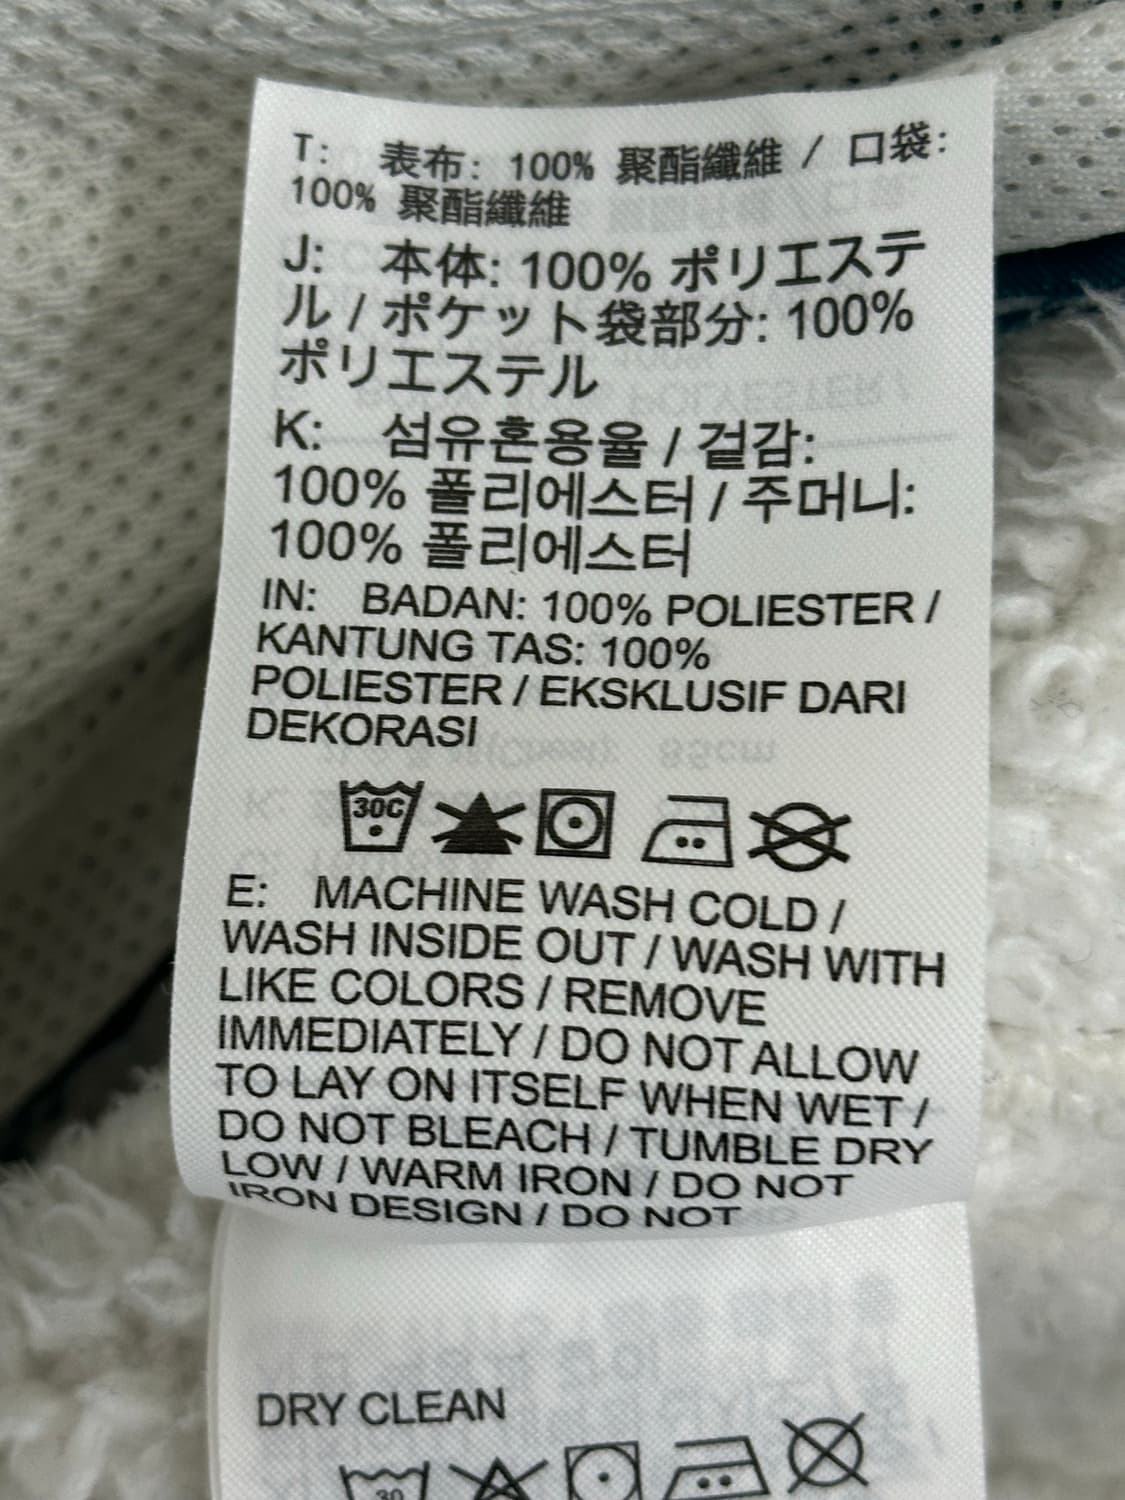 T: 表布: 100% 聚酯纖維 / 口袋:
100% 聚酯纖維
J: 本体: 100% ポリエステ
ル / ポケット袋部分: 100%
ポリエステル
K: 섬유혼용율 / 겉감:
100% 폴리에스터 / 주머니:
100% 폴리에스터
IN: BADAN: 100% POLIESTER /
KANTUNG TAS: 100%
POLIESTER / EKSKLUSIF DARI
DEKORASI
30C
E: MACHINE WASH COLD /
WASH INSIDE OUT / WASH WITH
LIKE COLORS / REMOVE
IMMEDIATELY / DO NOT ALLOW
TO LAY ON ITSELF WHEN WET /
DO NOT BLEACH / TUMBLE DRY
LOW / WARM IRON / DO NOT
IRON DESIGN / DO NOT
DRY CLEAN
30